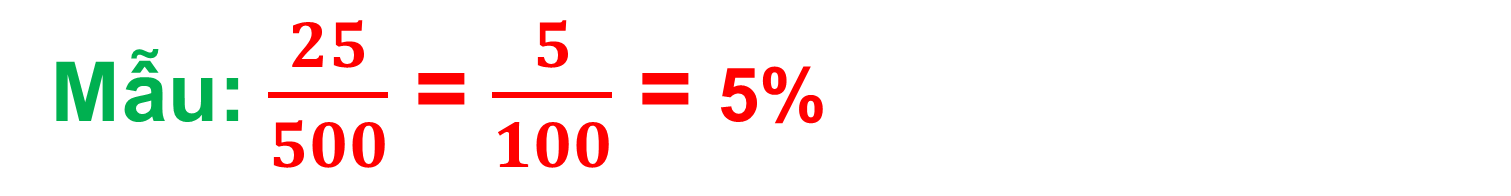 Mẫu: 25/500 = 5/100 = 5%